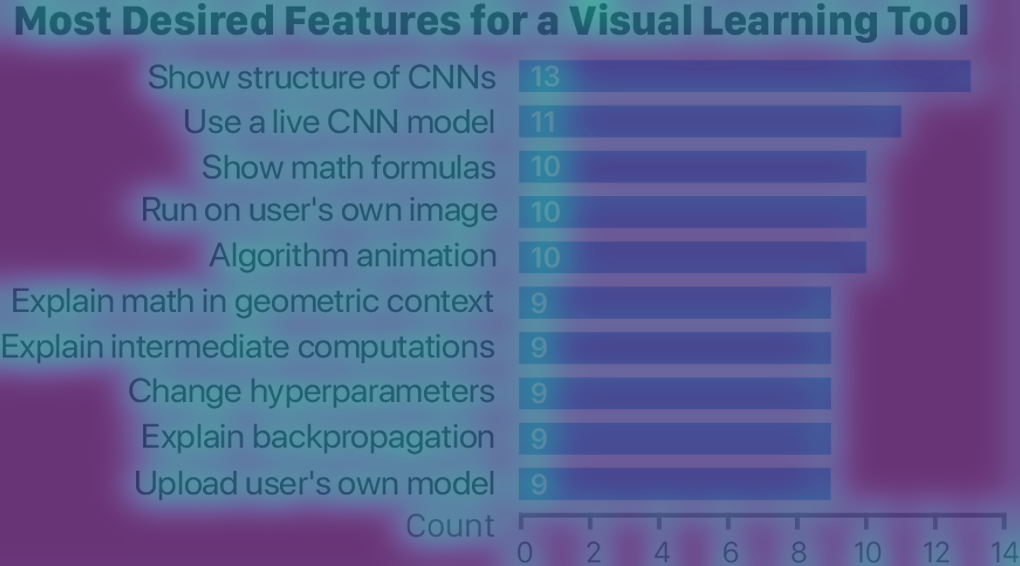 Most Desired Features for a Visual Learning Tool
Show structure of CNNs 13
Use a live CNN model 11
Show math formulas 10
Run on user's own image 10
Algorithm animation 10
Explain math in geometric context 9
Explain intermediate computations 9
Change hyperparameters 9
Explain backpropagation 9
Upload user's own model 9
Count 0 2 4 6 8 10 12 14